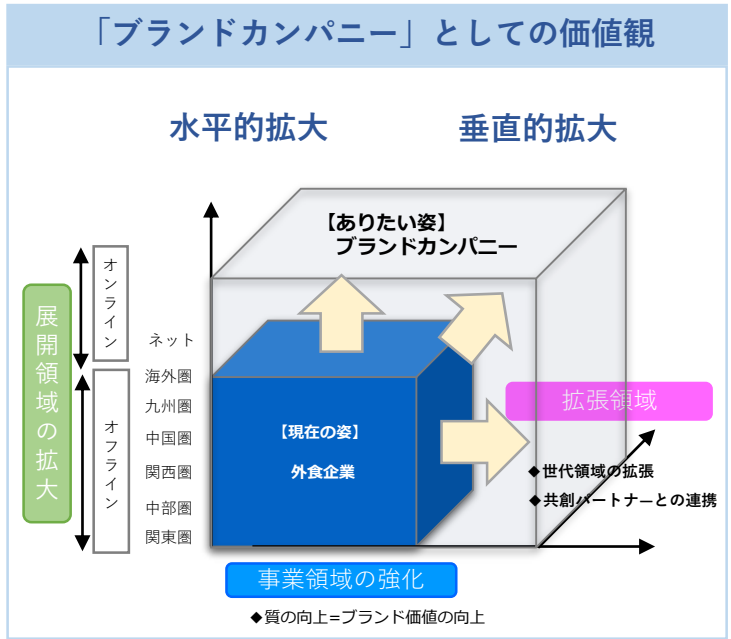 「ブランドカンパニー」としての価値観
水平的拡大
垂直的拡大
【ありたい姿】
ブランドカンパニー
オンライン
展開領域の拡大
ネット
海外圏
九州圏
中国圏
関西圏
中部圏
関東圏
オフライン
【現在の姿】
外食企業
拡張領域
◆世代領域の拡張
◆共創パートナーとの連携
事業領域の強化
◆質の向上=ブランド価値の向上